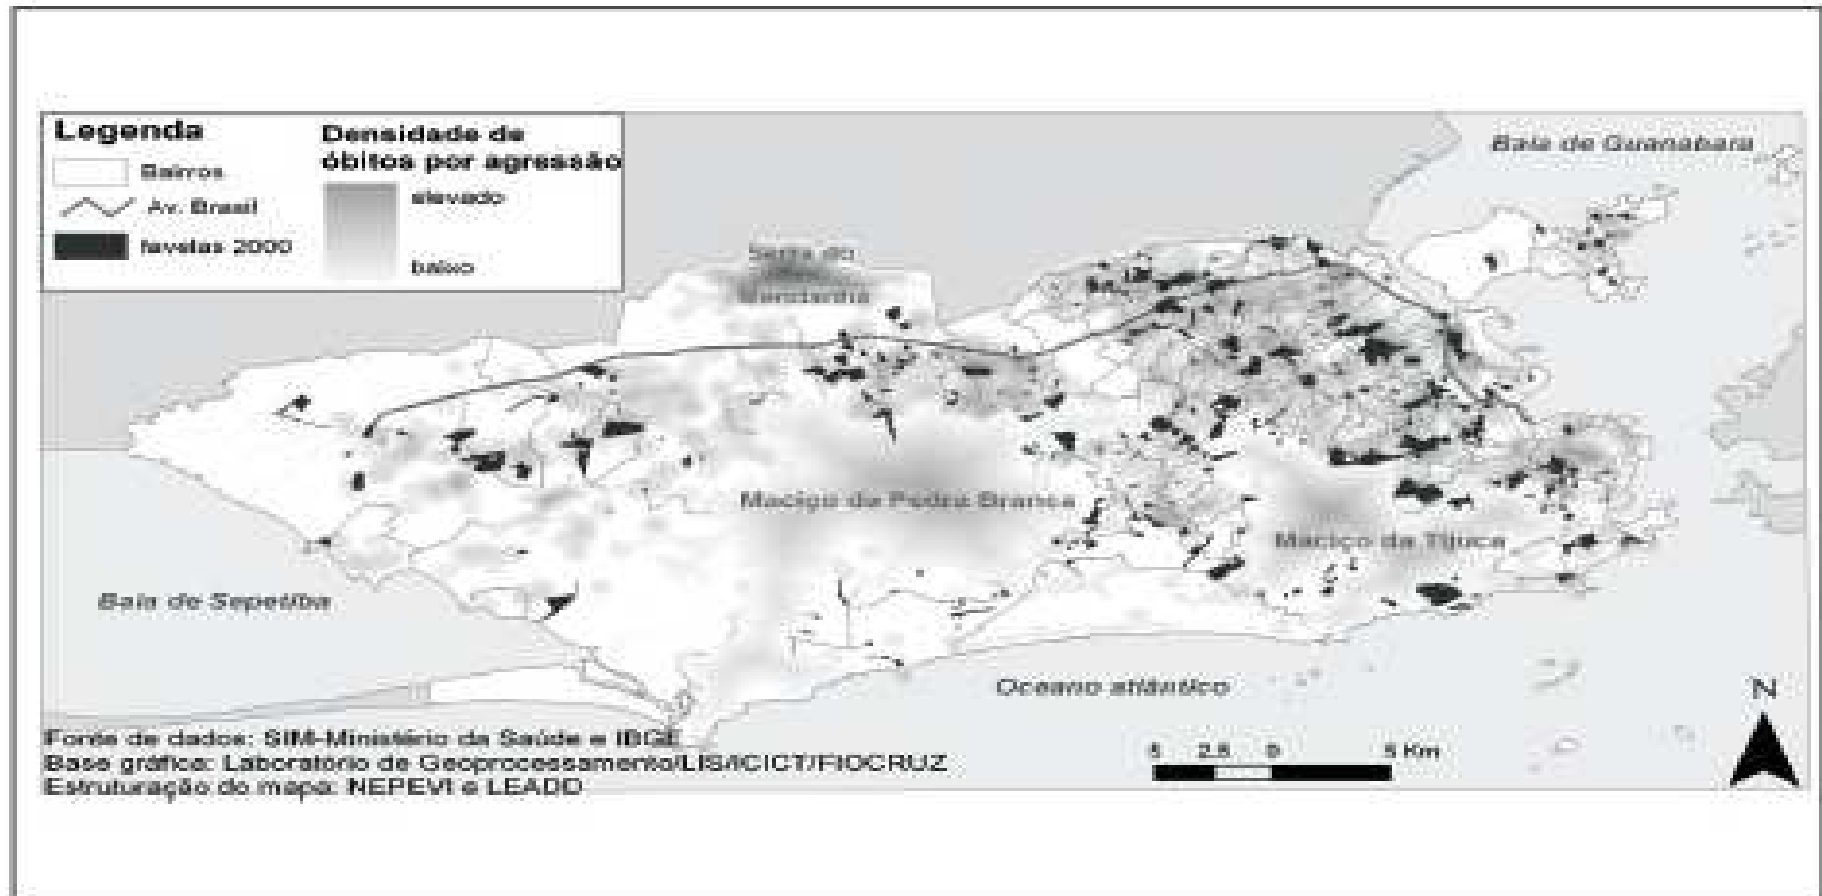 Legenda
Bairros
Av. Brasil
favelas 2000
Densidade de
óbitos por agressão
elevado
baixo
Baía de Guanabara
Serra do
Mendanha
Maciço da Pedra Branca
Maciço da Tijuca
Baía de Sepetiba
Oceano atlântico
N
5 2.5 0 5 Km
Fonte de dados: SIM-Ministério da Saúde e IBGE
Base gráfica: Laboratório de Geoprocessamento/LIS/ICICT/FIOCRUZ
Estruturação do mapa: NEPEVI e LEADD